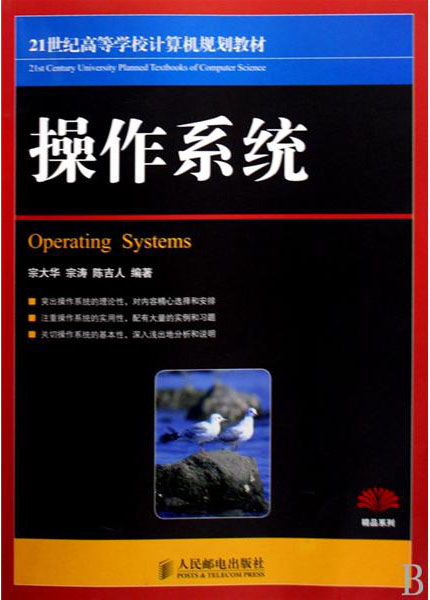 21世纪高等学校计算机规划教材
21st Century University Planned Textbooks of Computer Science
操作系统
Operating Systems
宗大华 宗涛 陈吉人 编著
■ 突出操作系统的理论性，对内容精心选择和安排
■ 注重操作系统的实用性，配有大量的实例和习题
■ 关切操作系统的基本性，深入浅出地分析和说明
精品系列
人民邮电出版社
POSTS & TELECOM PRESS
B